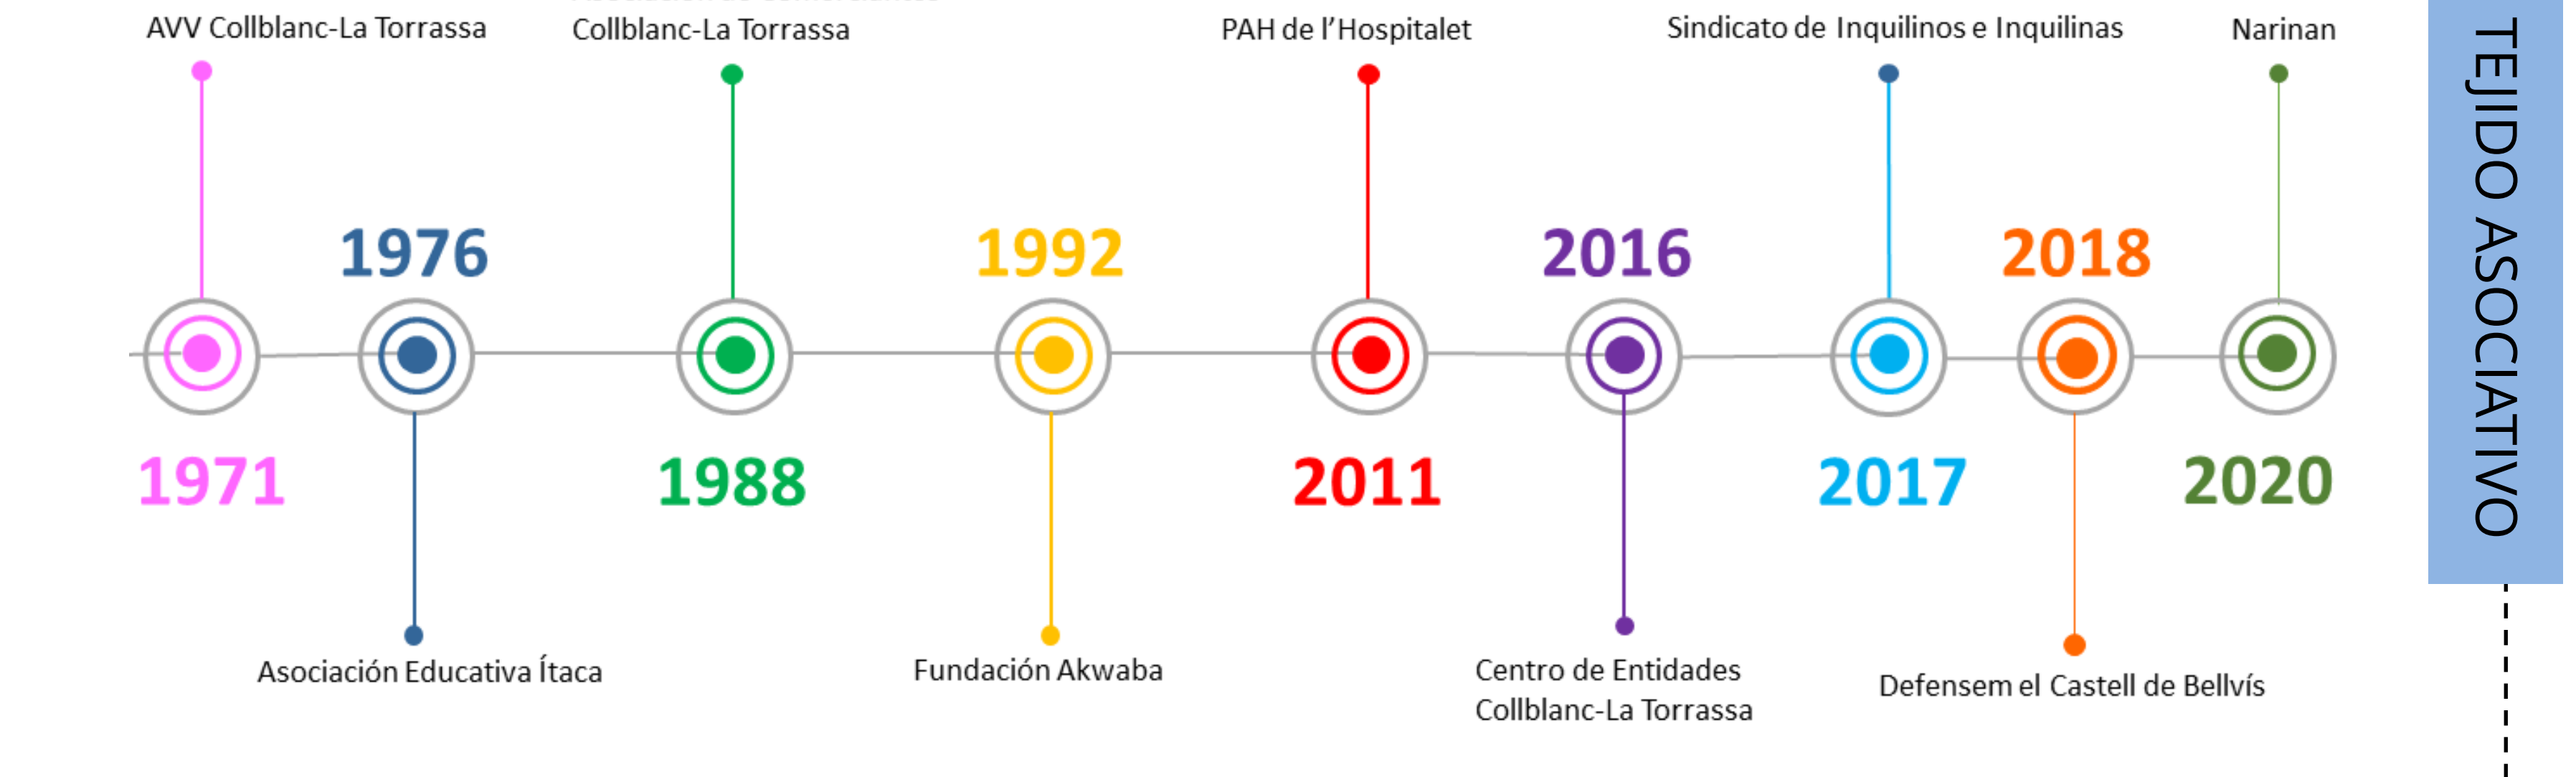 AVV Collblanc-La Torrassa
Collblanc-La Torrassa
PAH de l’Hospitalet
Sindicato de Inquilinos e Inquilinas
Narinan
1976
1992
2016
2018
1971
1988
2011
2017
2020
Asociación Educativa Ítaca
Fundación Akwaba
Centro de Entidades
Collblanc-La Torrassa
Defensem el Castell de Bellvís
TEJIDO ASOCIATIVO